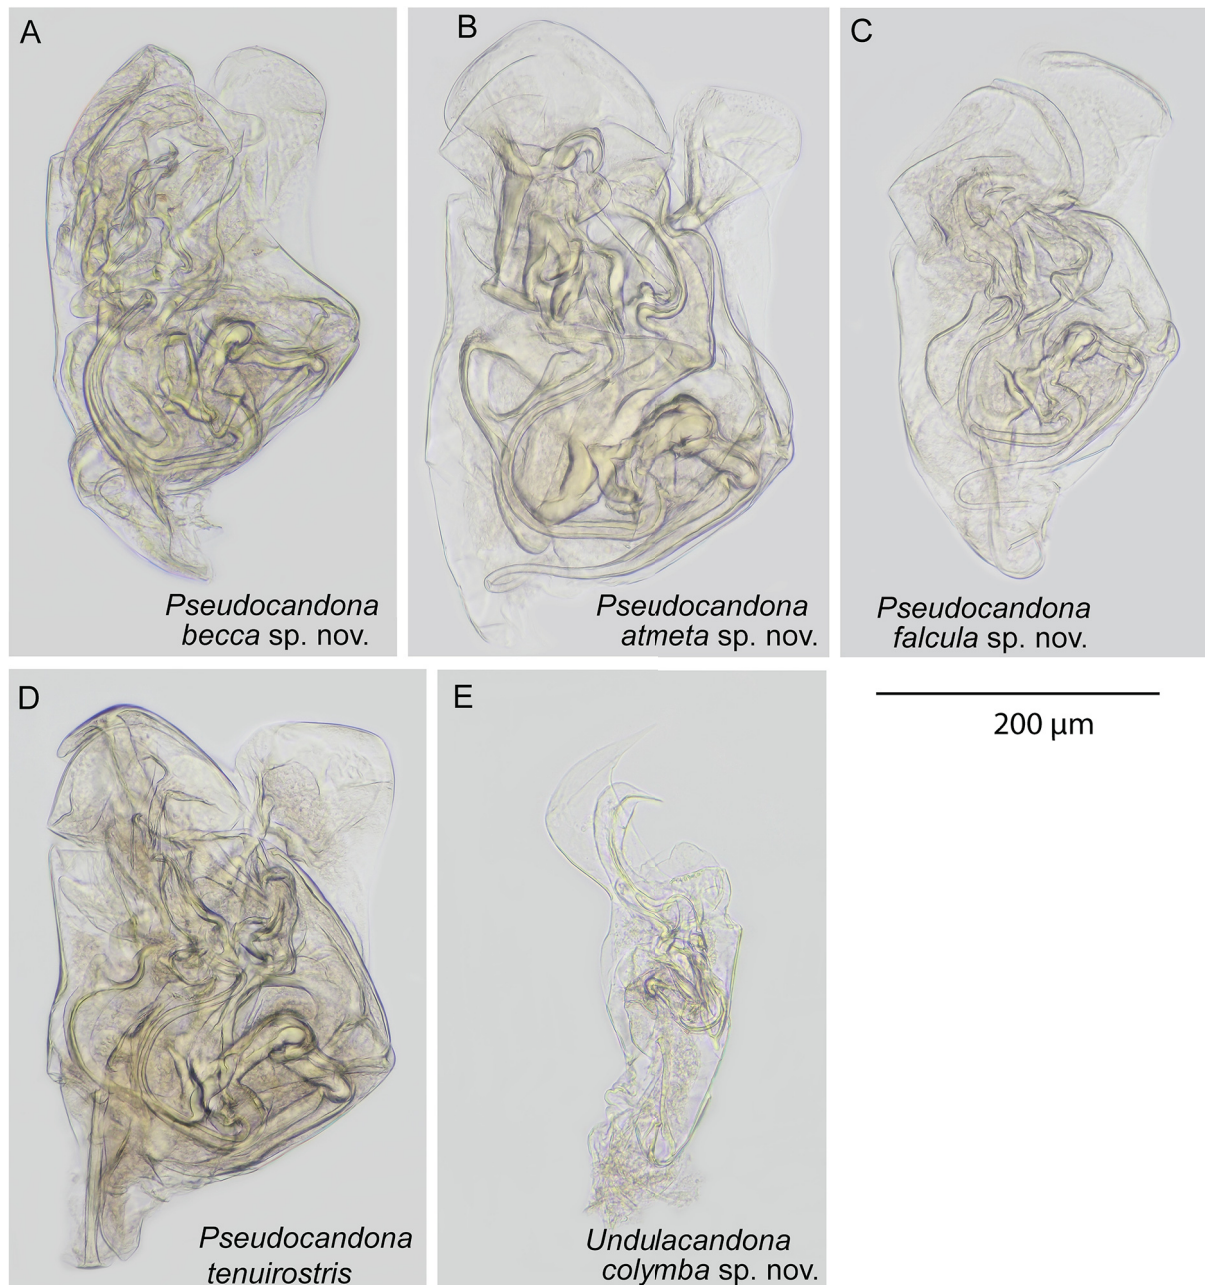 A
B
C
Pseudocandona
becca sp. nov.
Pseudocandona
atmeta sp. nov.
Pseudocandona
falcula sp. nov.
D
E
200 µm
Pseudocandona
tenuirostris
Undulacandona
colymba sp. nov.